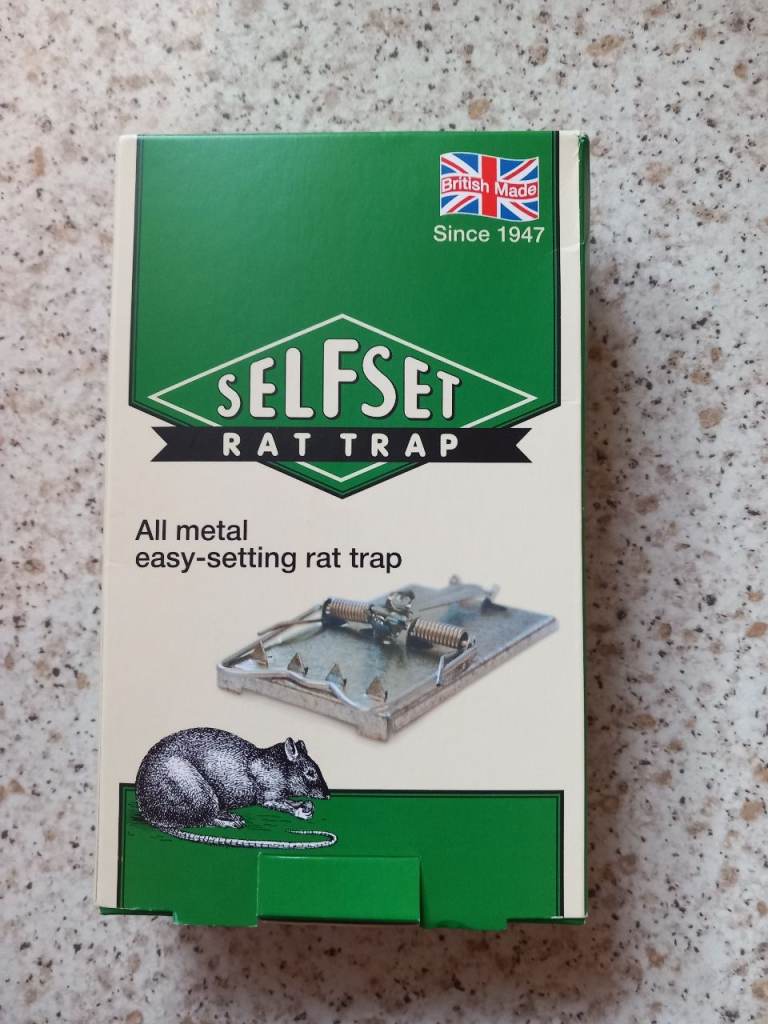 British Made
Since 1947
SELFSET
RAT TRAP
All metal
easy-setting rat trap